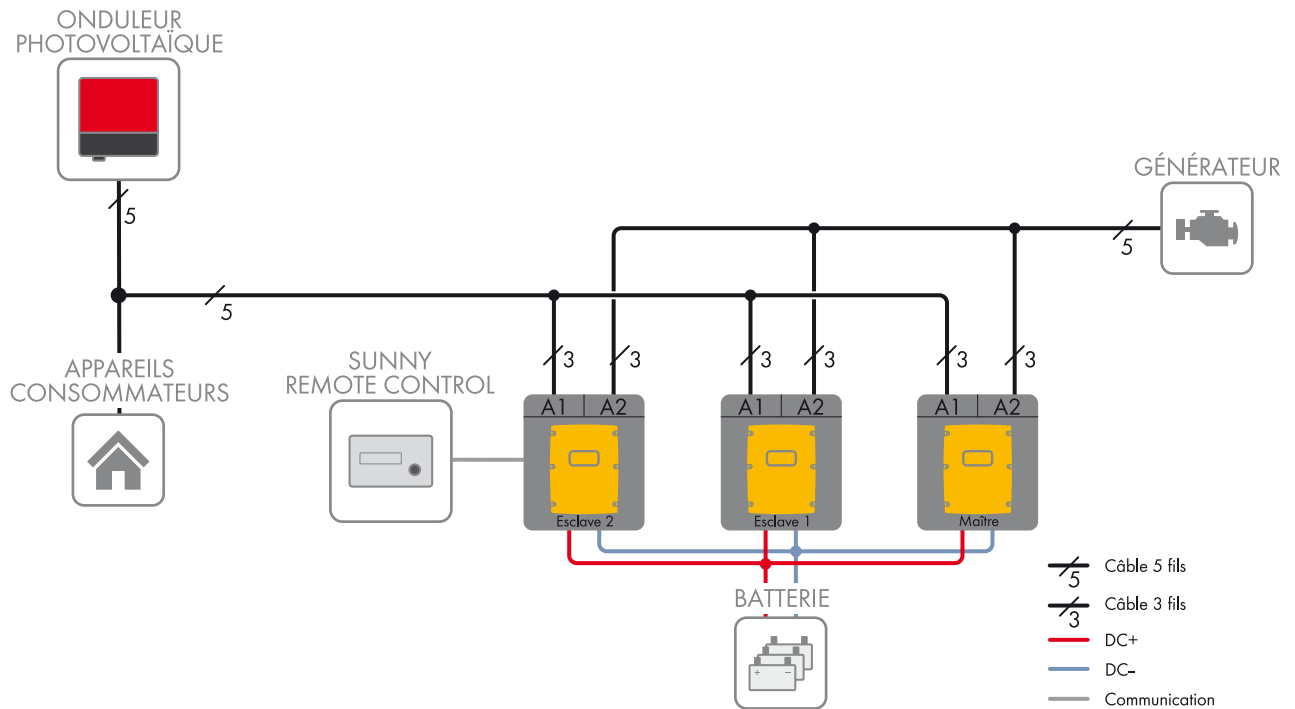 ONDULEUR
PHOTOVOLTAÏQUE
5
GÉNÉRATEUR
5
5
APPAREILS
CONSOMMATEURS
SUNNY
REMOTE CONTROL
3
3
3
3
3
3
A1 A2
A1 A2
A1 A2
Esclave 2
Esclave 1
Maître
BATTERIE
+ −
5 Câble 5 fils
3 Câble 3 fils
DC+
DC–
Communication